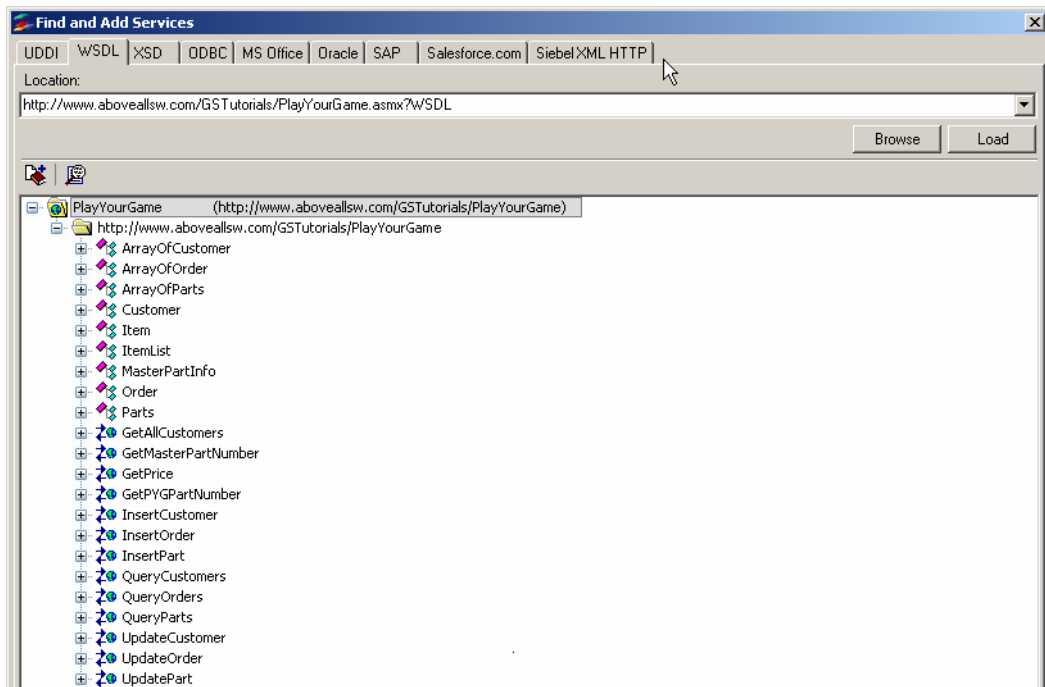 Find and Add Services
UDDI WSDL XSD ODBC MS Office Oracle SAP Salesforce.com Siebel XML HTTP
Location:
http://www.aboveallsw.com/GSTutorials/PlayYourGame.asmx?WSDL
Browse Load
PlayYourGame (http://www.aboveallsw.com/GSTutorials/PlayYourGame)
http://www.aboveallsw.com/GSTutorials/PlayYourGame
ArrayOfCustomer
ArrayOfOrder
ArrayOfParts
Customer
Item
ItemList
MasterPartInfo
Order
Parts
GetAllCustomers
GetMasterPartNumber
GetPrice
GetPYGPartNumber
InsertCustomer
InsertOrder
InsertPart
QueryCustomers
QueryOrders
QueryParts
UpdateCustomer
UpdateOrder
UpdatePart